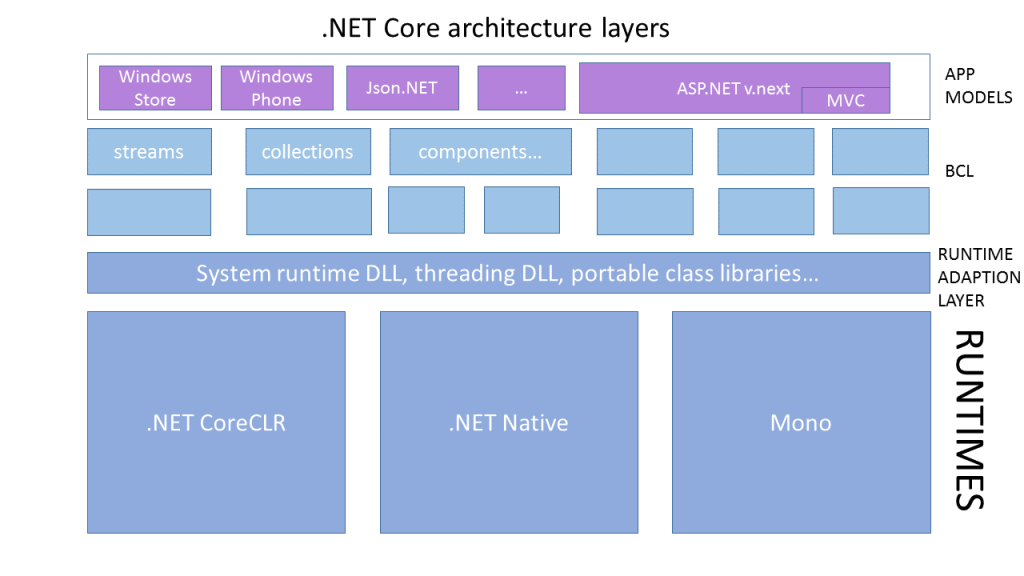 .NET Core architecture layers
Windows
Store
Windows
Phone
Json.NET
...
ASP.NET v.next
MVC
APP
MODELS
streams
collections
components...
BCL
System runtime DLL, threading DLL, portable class libraries...
RUNTIME
ADAPTION
LAYER
.NET CoreCLR
.NET Native
Mono
RUNTIMES